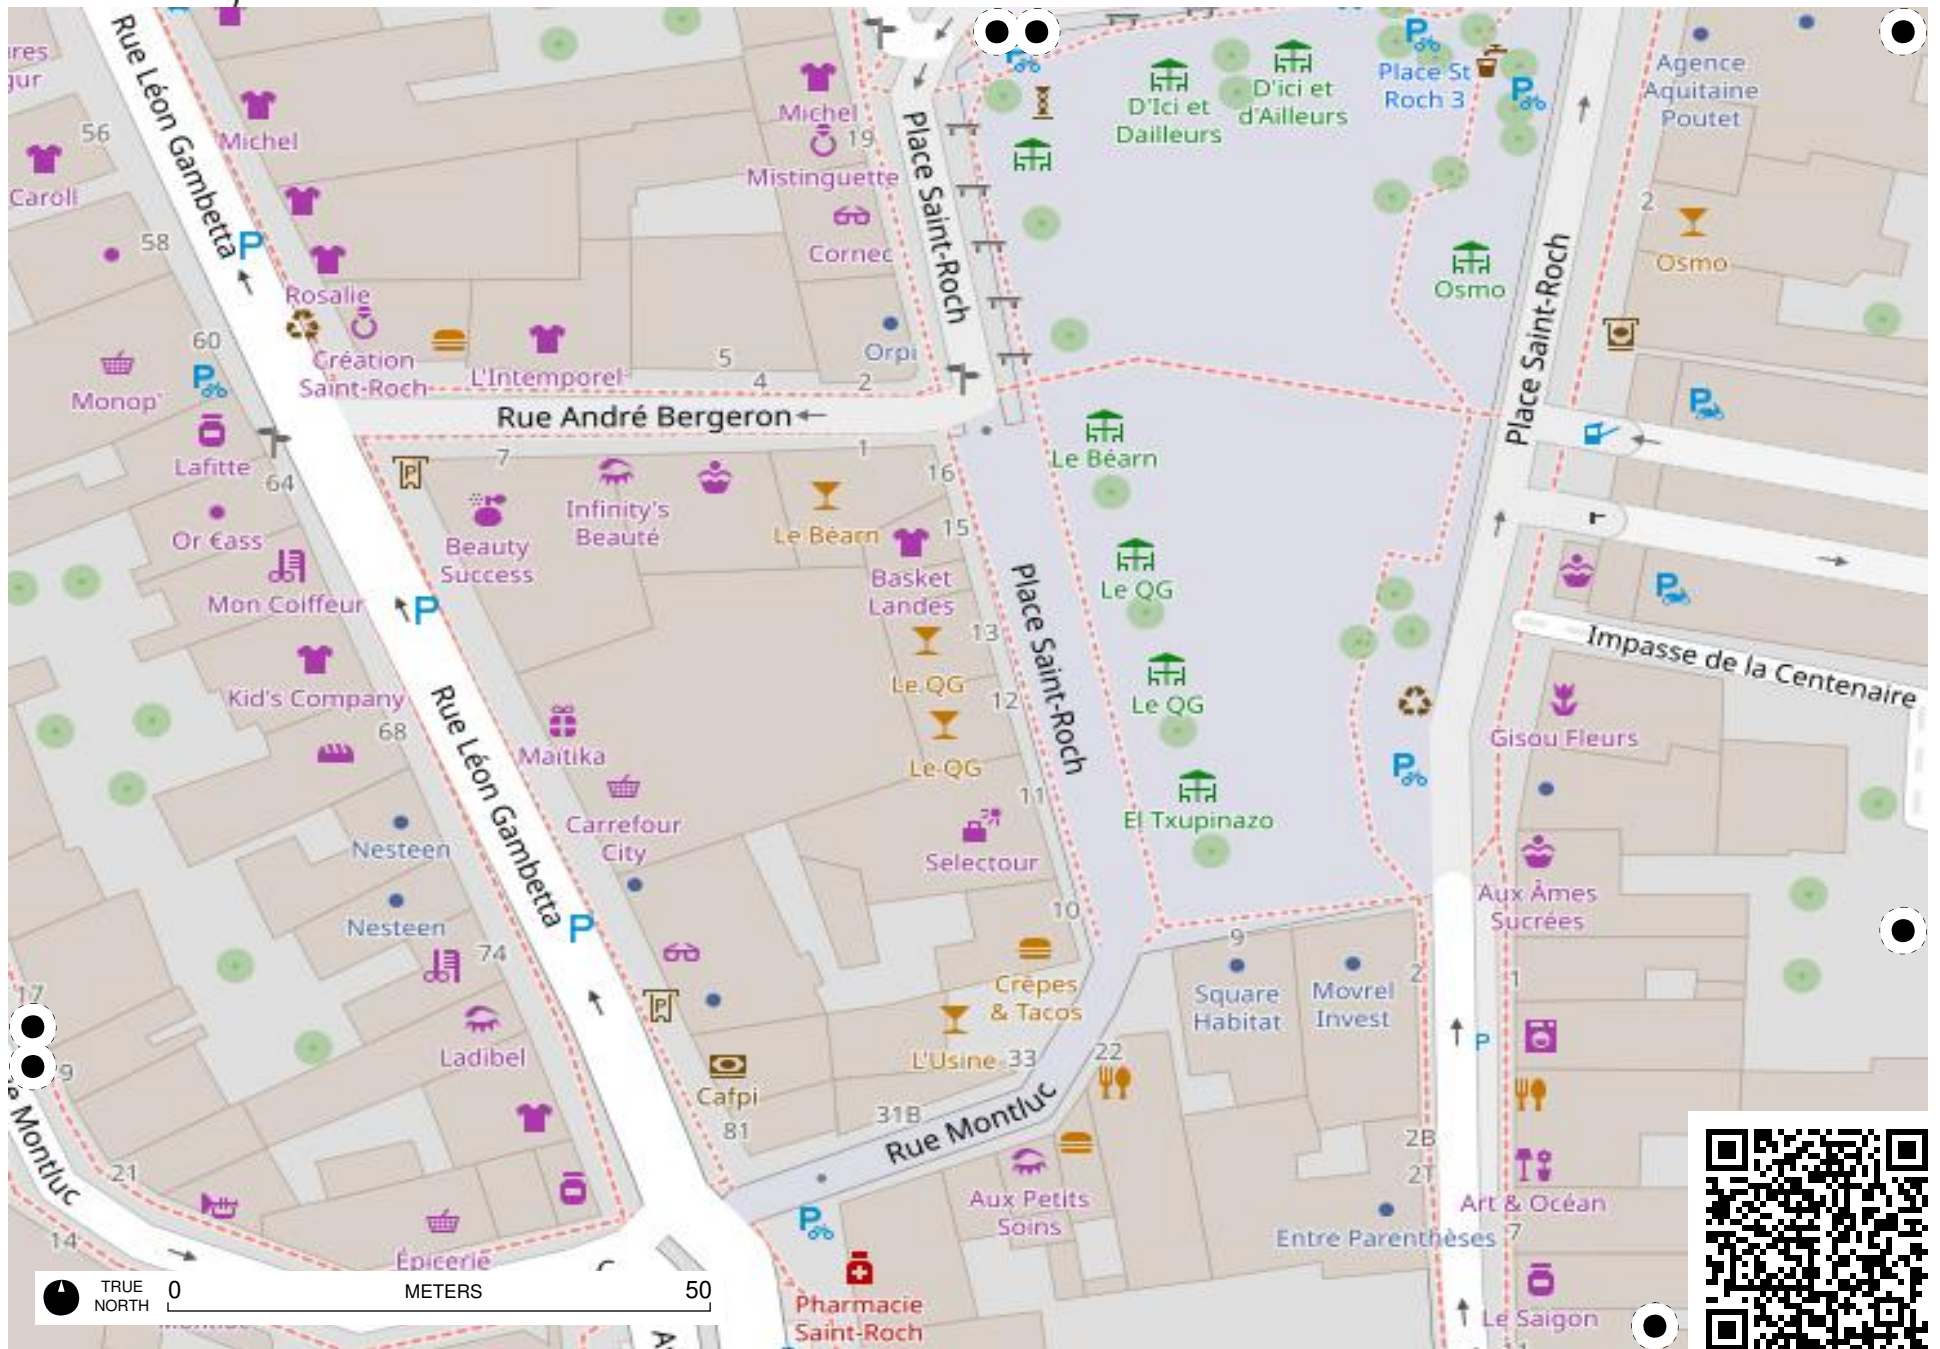 Rue Léon Gambetta
56
Michel
Caroll
58
P
Michel
19
Mistinguette
Cornec
Place Saint-Roch
D'Ici et
Dailleurs
D'ici et
d'Ailleurs
P
Place St
Roch 3
P
Agence
Aquitaine
Poutet
2
Osmo
Osmo
Place Saint-Roch
Rosalie
Création
Saint-Roch
L'Intemporel
5
4
2
Orpi
60
Monop'
P
Lafitte
64
Rue André Bergeron
7
1
16
P
Le Béarn
P
Or €ass
Mon Coiffeur
Beauty
Success
Infinity's
Beauté
Le Béarn
15
Basket
Landes
Le QG
P
Impasse de la Centenaire
P
13
Le QG
Place Saint-Roch
Kid's Company
68
Rue Léon Gambetta
Maïtika
12
Le QG
Le QG
Gisou Fleurs
P
11
El Txupinazo
Carrefour
City
Selectour
Nesteen
Nesteen
74
P
10
Aux Âmes
Sucrées
9
2
1
Crêpes
& Tacos
Square
Habitat
Movrel
Invest
17
P
Ladibel
L'Usine
33
22
P
Cafpi
81
31B
Rue Montluc
2B
Montluc
21
14
Aux Petits
Soins
P
Art & Océan
Entre Parenthèses
7
Épicerie
Pharmacie
Saint-Roch
Le Saigon
TRUE
NORTH
0
METERS
50